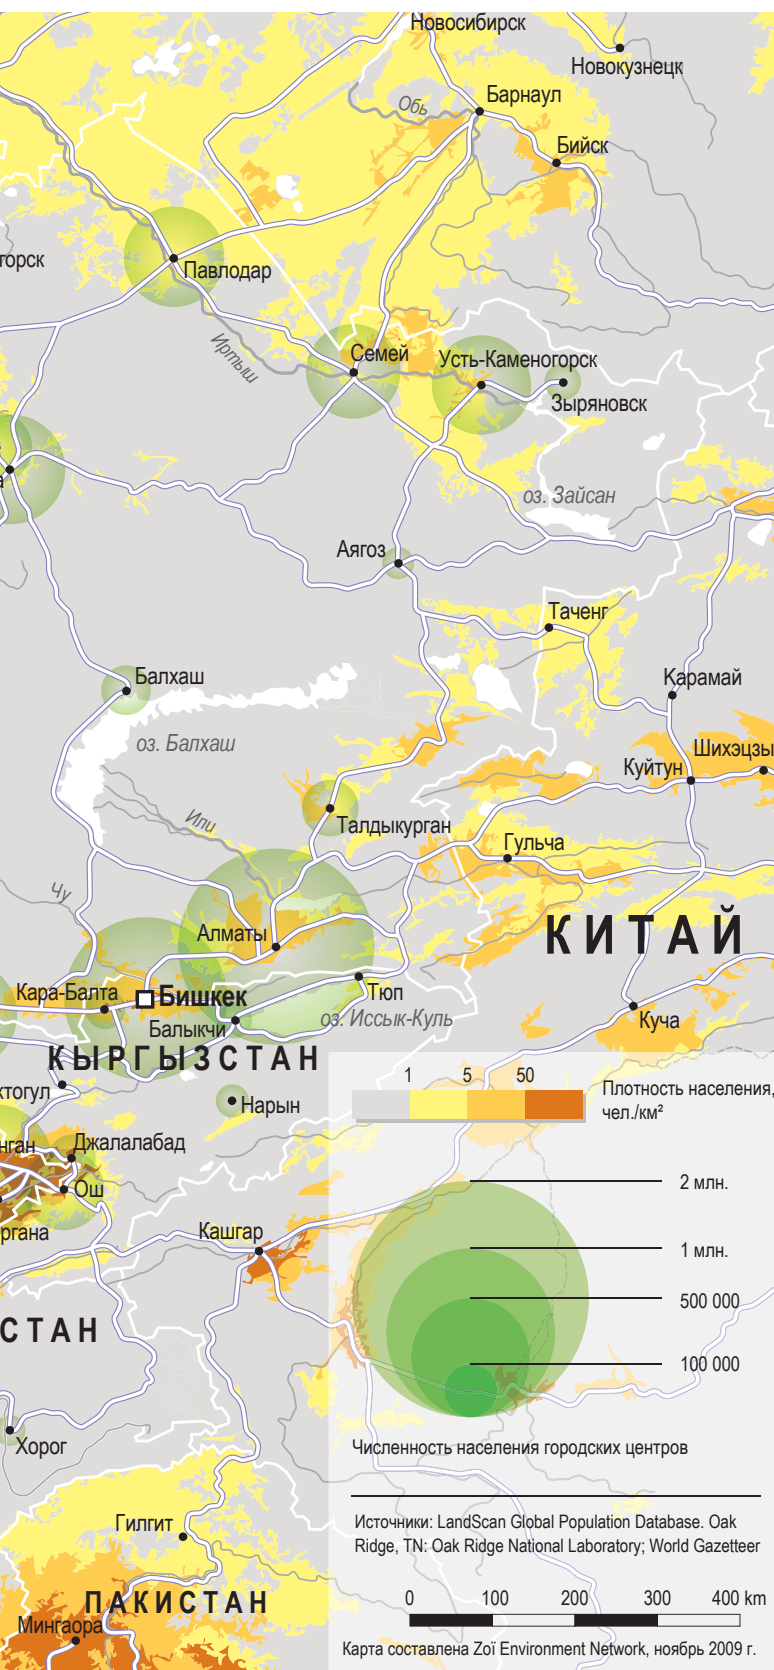 Новосибирск
Новокузнецк
Барнаул
Обь
Бийск
горск
Павлодар
Иртыш
Семей
Усть-Каменогорск
Зыряновск
а
оз. Зайсан
Аягоз
Таченг
Балхаш
Карамай
оз. Балхаш
Шихэцзы
Куйтун
Или
Талдыкурган
Гульча
Чу
КИТАЙ
Алматы
Кара-Балта
Бишкек
Тюп
Балыкчи
оз. Иссык-Куль
Куча
КЫРГЫЗСТАН
ктогул
Нарын
1 5 50
Плотность населения,
чел./км²
нган
Джалалабад
Ош
2 млн.
ргана
Кашгар
1 млн.
500 000
СТАН
100 000
Хорог
Численность населения городских центров
Гилгит
Источники: LandScan Global Population Database. Oak
Ridge, TN: Oak Ridge National Laboratory; World Gazetteer
ПАКИСТАН
Мингаора
0 100 200 300 400 km
Карта составлена Zoï Environment Network, ноябрь 2009 г.